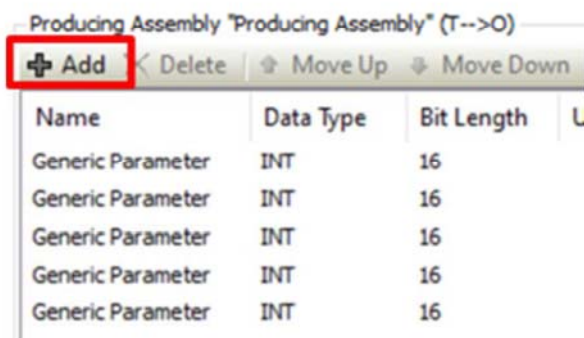 Producing Assembly "Producing Assembly" (T-->O)
Add Delete Move Up Move Down
Name Data Type Bit Length
Generic Parameter INT 16
Generic Parameter INT 16
Generic Parameter INT 16
Generic Parameter INT 16
Generic Parameter INT 16